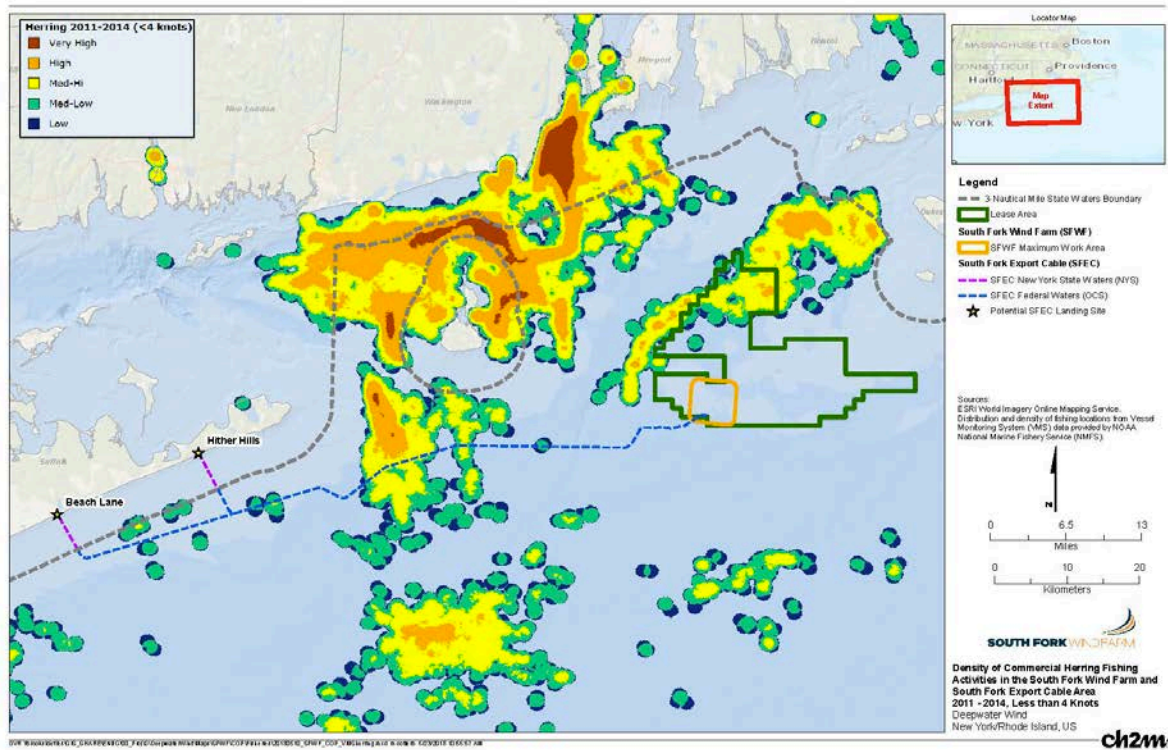 Herring 2011-2014 (<4 knots)
Very High
High
Med-Hi
Med-Low
Low
New London
Washington
Newport
Suffolk
Hither Hills
Beach Lane
Locator Map
MASSACHUSETTS
Boston
CONNECTICUT
Providence
Hartford
Map
Extent
w York
Legend
3-Nautical Mile State Waters Boundary
Lease Area
South Fork Wind Farm (SFWF)
SFWF Maximum Work Area
South Fork Export Cable (SFEC)
SFEC New York State Waters (NYS)
SFEC Federal Waters (OCS)
Potential SFEC Landing Site
Sources:
ESRI World Imagery Online Mapping Service.
Distribution and density of fishing locations from Vessel
Monitoring System (VMS) data provided by NOAA
National Marine Fishery Service (NMFS).
N
0 6.5 13
Miles
0 10 20
Kilometers
SOUTH FORK WINDFARM
Density of Commercial Herring Fishing
Activities in the South Fork Wind Farm and
South Fork Export Cable Area
2011 - 2014, Less than 4 Knots
Deepwater Wind
New York/Rhode Island, US
ch2m